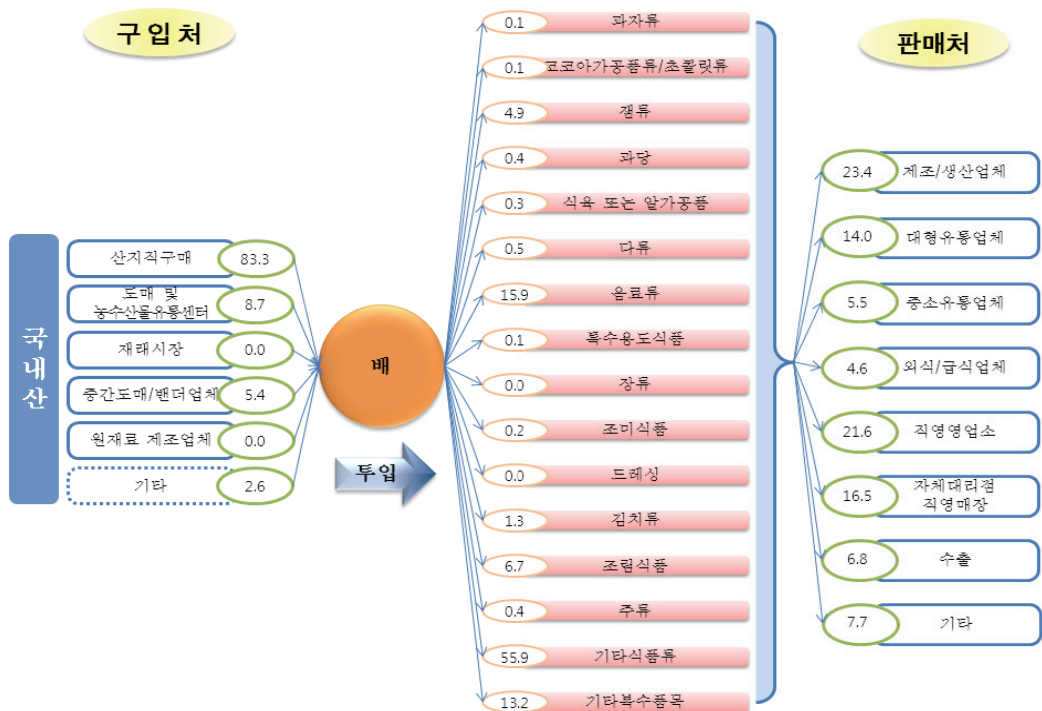 구입처
국내산
산지직구매
83.3
도매 및
농수산물유통센터
8.7
재래시장
0.0
중간도매/밴더업체
5.4
원재료 제조업체
0.0
기타
2.6
배
투입
0.1
과자류
0.1
코코아가공품류/초콜릿류
4.9
잼류
0.4
과당
0.3
식육 또는 알가공품
0.5
다류
15.9
음료류
0.1
특수용도식품
0.0
장류
0.2
조미식품
0.0
드레싱
1.3
김치류
6.7
조림식품
0.4
주류
55.9
기타식품류
13.2
기타복수품목
판매처
23.4
제조/생산업체
14.0
대형유통업체
5.5
중소유통업체
4.6
외식/급식업체
21.6
직영영업소
16.5
자체대리점
직영매장
6.8
수출
7.7
기타